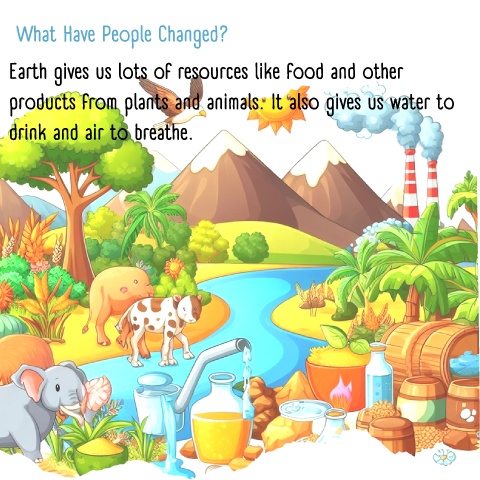 What Have People Changed?
Earth gives us lots of resources like food and other
products from plants and animals. It also gives us water to
drink and air to breathe.